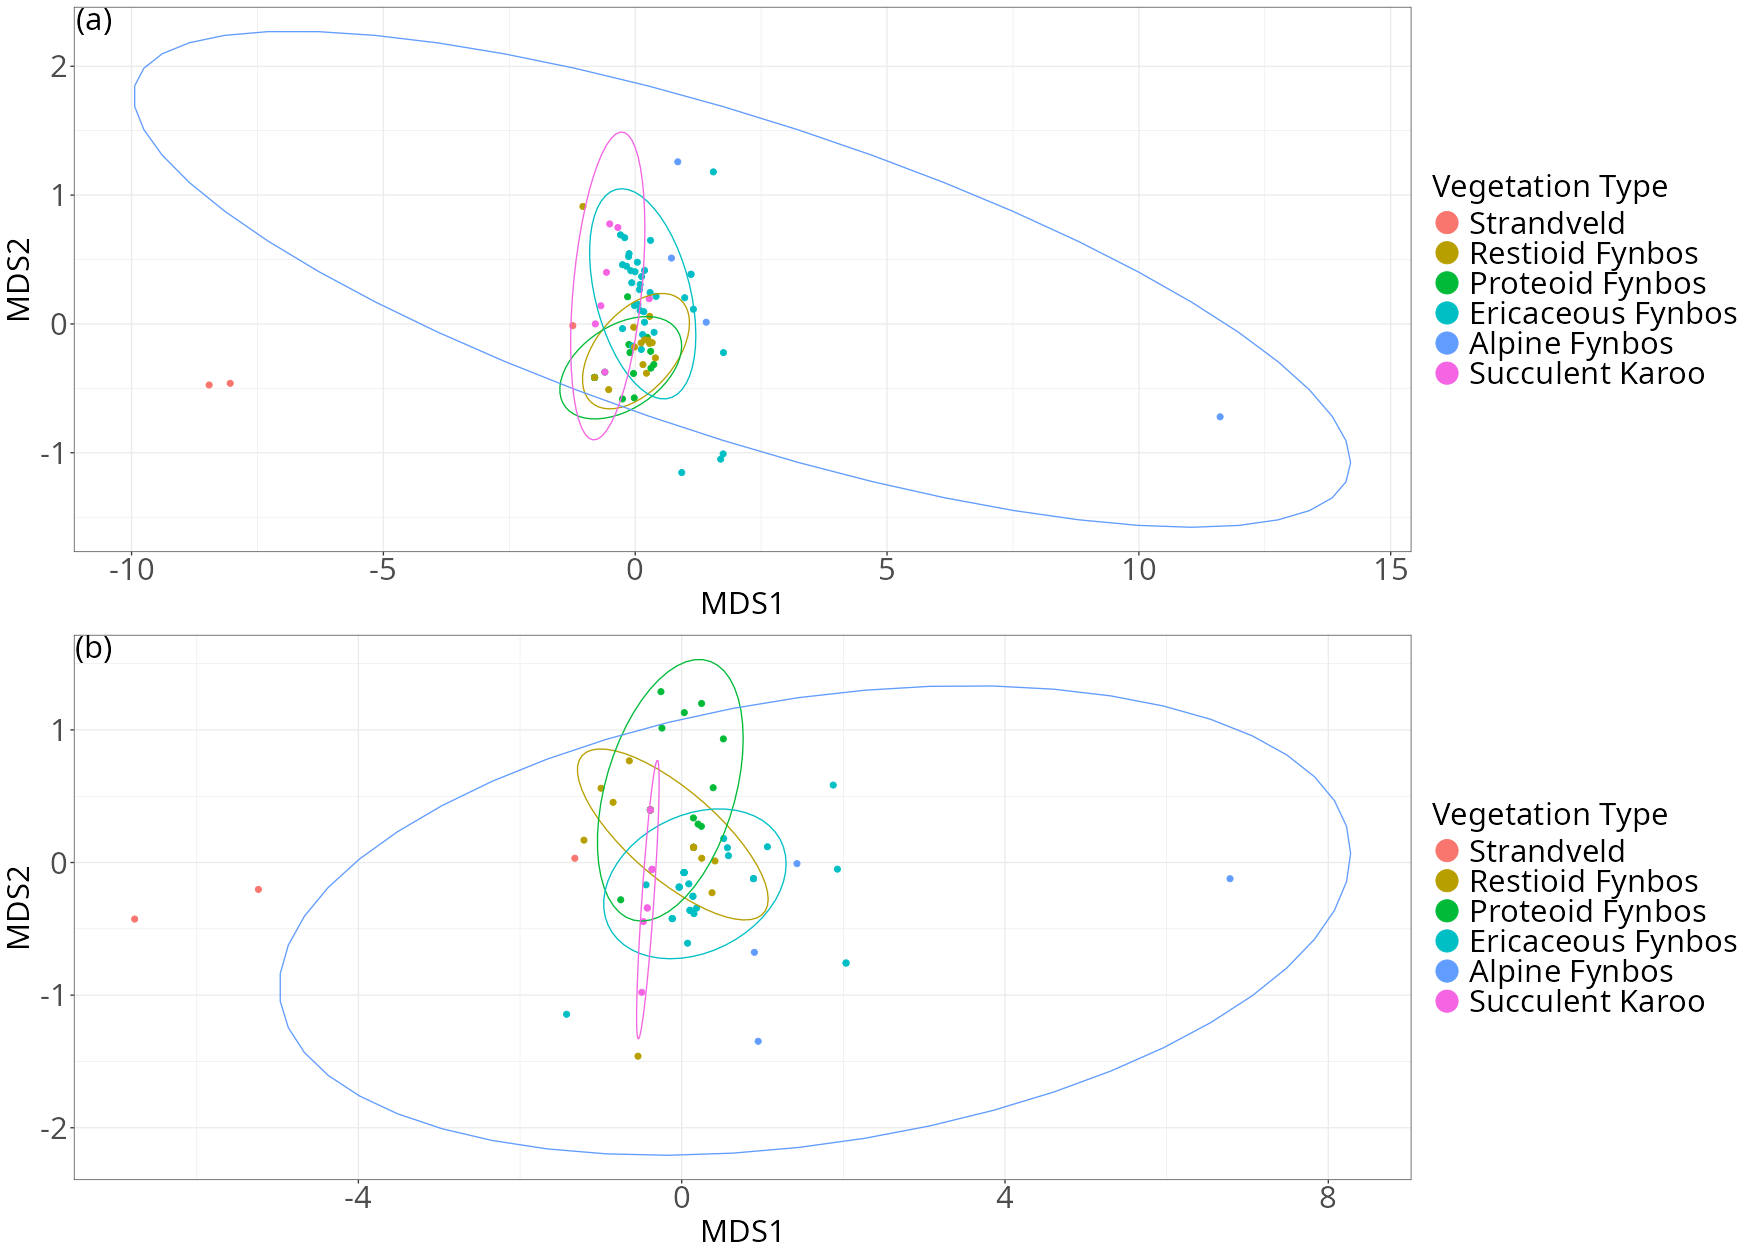 (a)
2
1
0
-1
MDS2
-10 -5 0 5 10 15
MDS1
Vegetation Type
Strandveld
Restioid Fynbos
Proteoid Fynbos
Ericaceous Fynbos
Alpine Fynbos
Succulent Karoo
(b)
1
0
-1
-2
MDS2
-4 0 4 8
MDS1
Vegetation Type
Strandveld
Restioid Fynbos
Proteoid Fynbos
Ericaceous Fynbos
Alpine Fynbos
Succulent Karoo